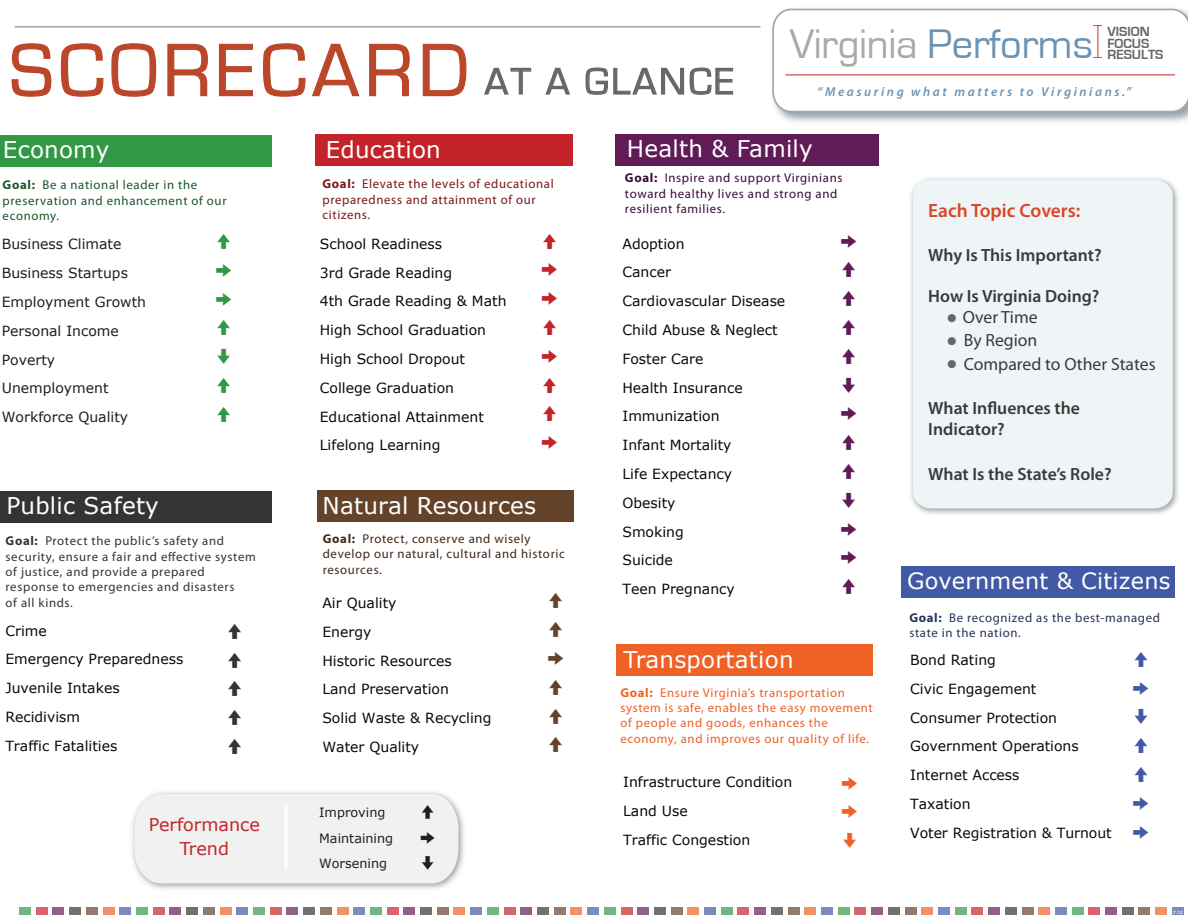 SCORECARD AT A GLANCE
Virginia Performs
VISION
FOCUS
RESULTS
"Measuring what matters to Virginians."
Economy
Goal: Be a national leader in the
preservation and enhancement of our
economy.
Business Climate
Business Startups
Employment Growth
Personal Income
Poverty
Unemployment
Workforce Quality
Education
Goal: Elevate the levels of educational
preparedness and attainment of our
citizens.
School Readiness
3rd Grade Reading
4th Grade Reading & Math
High School Graduation
High School Dropout
College Graduation
Educational Attainment
Lifelong Learning
Health & Family
Goal: Inspire and support Virginians
toward healthy lives and strong and
resilient families.
Adoption
Cancer
Cardiovascular Disease
Child Abuse & Neglect
Foster Care
Health Insurance
Immunization
Infant Mortality
Life Expectancy
Obesity
Smoking
Suicide
Teen Pregnancy
Each Topic Covers:
Why Is This Important?
How Is Virginia Doing?
● Over Time
● By Region
● Compared to Other States
What Influences the
Indicator?
What Is the State's Role?
Public Safety
Goal: Protect the public's safety and
security, ensure a fair and effective system
of justice, and provide a prepared
response to emergencies and disasters
of all kinds.
Crime
Emergency Preparedness
Juvenile Intakes
Recidivism
Traffic Fatalities
Natural Resources
Goal: Protect, conserve and wisely
develop our natural, cultural and historic
resources.
Air Quality
Energy
Historic Resources
Land Preservation
Solid Waste & Recycling
Water Quality
Transportation
Goal: Ensure Virginia's transportation
system is safe, enables the easy movement
of people and goods, enhances the
economy, and improves our quality of life.
Infrastructure Condition
Land Use
Traffic Congestion
Government & Citizens
Goal: Be recognized as the best-managed
state in the nation.
Bond Rating
Civic Engagement
Consumer Protection
Government Operations
Internet Access
Taxation
Voter Registration & Turnout
Performance
Trend
Improving
Maintaining
Worsening